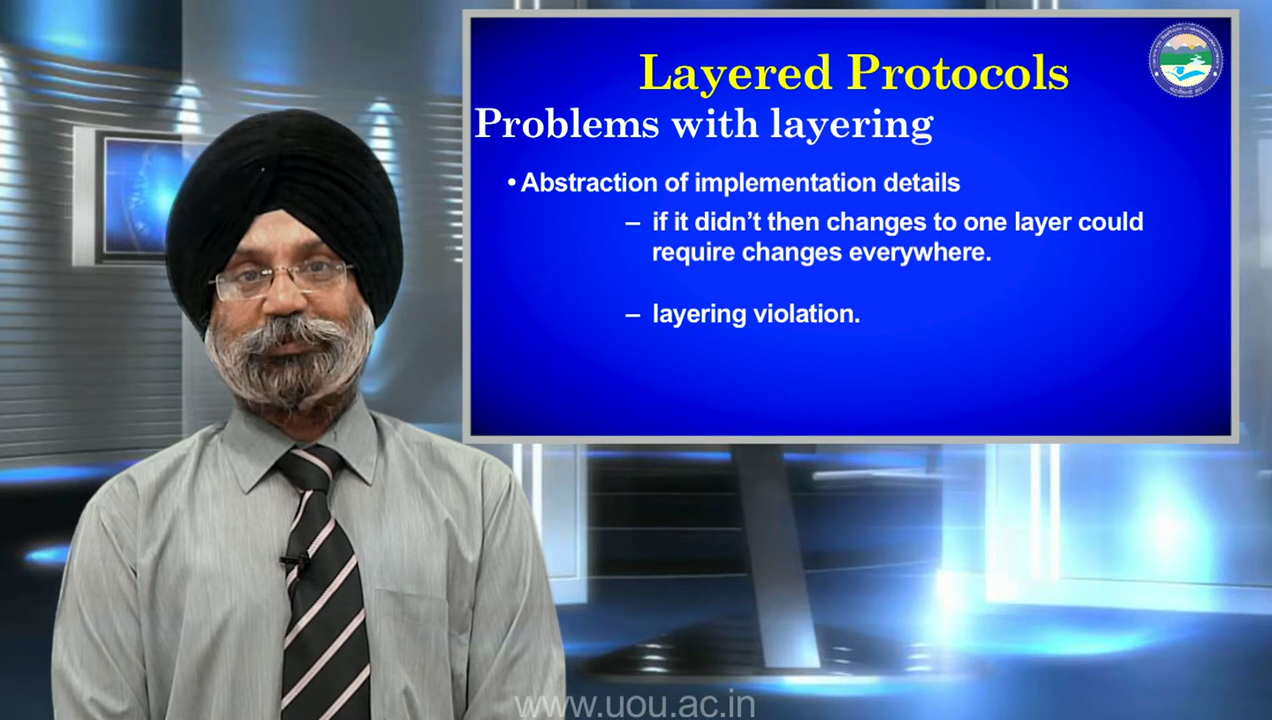 Layered Protocols
Problems with layering
• Abstraction of implementation details
– if it didn't then changes to one layer could
require changes everywhere.
– layering violation.
www.uou.ac.in